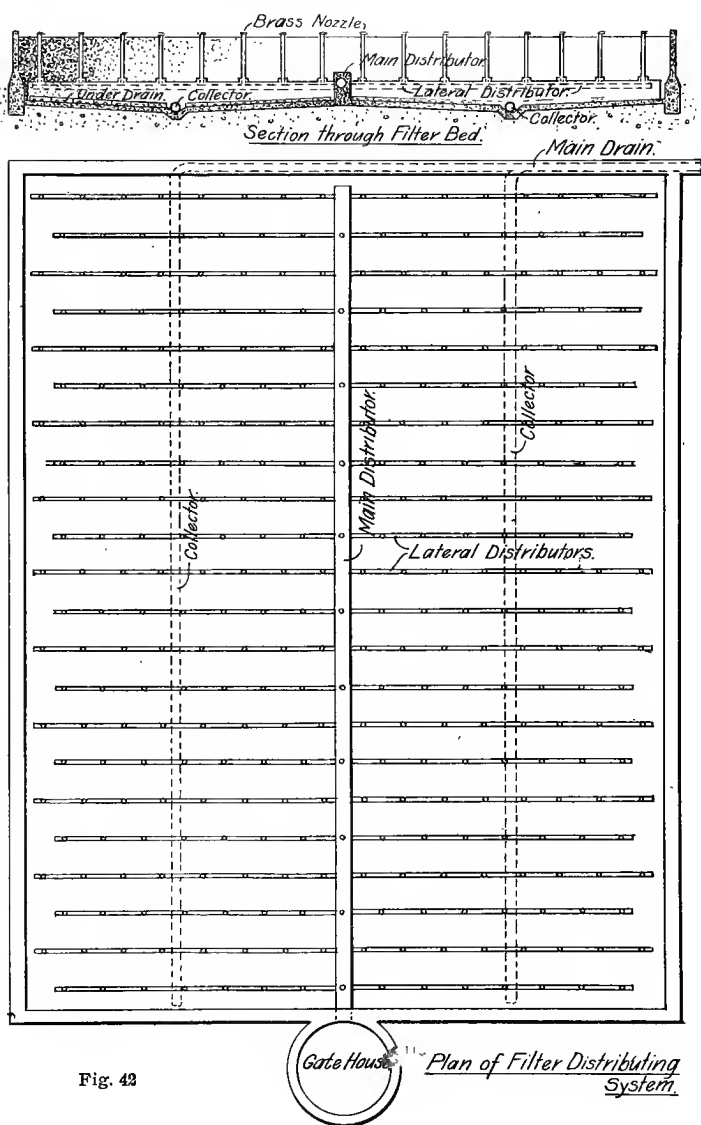 Brass Nozzle
Main Distributor.
Under Drain.
Collector.
Lateral Distributor.
Collector.
Section through Filter Bed.
Main Drain.
Collector
Main Distributor.
Collector.
Lateral Distributors.
Gate House
Plan of Filter Distributing
System.
Fig. 42